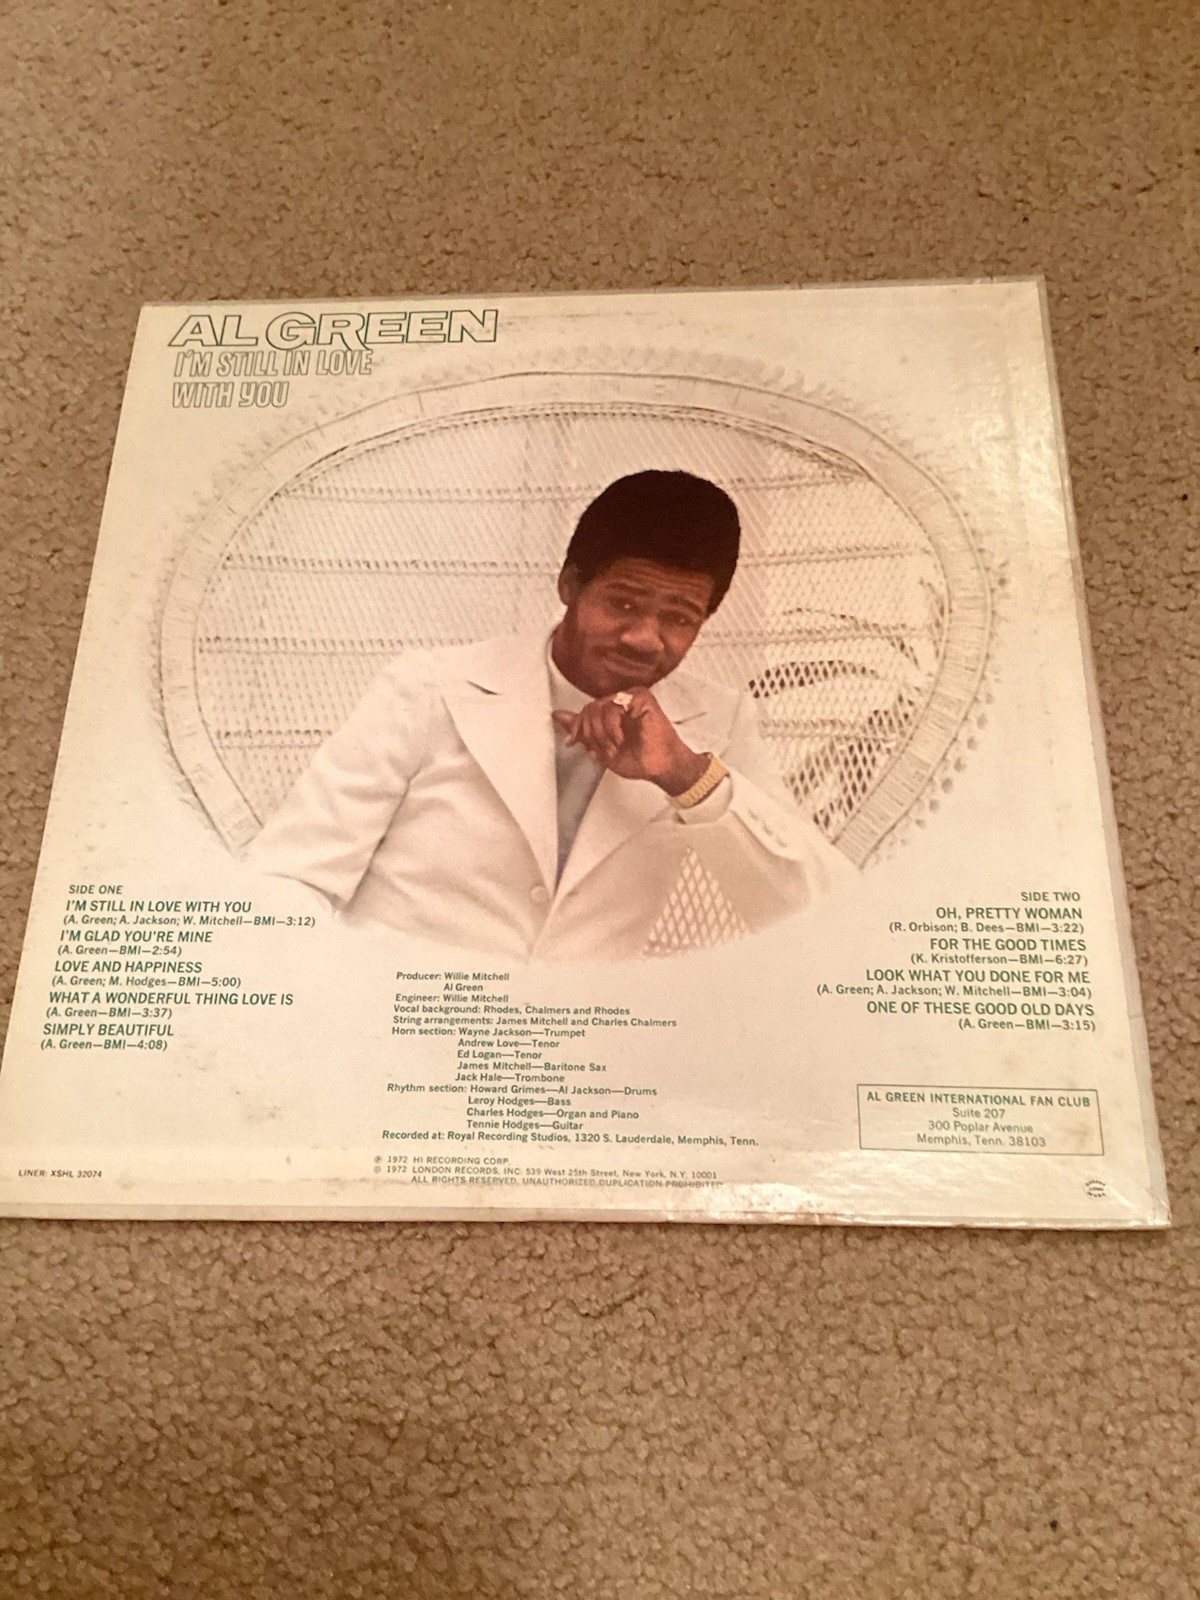 AL GREEN
I'M STILL IN LOVE
WITH YOU
SIDE ONE
I'M STILL IN LOVE WITH YOU
(A. Green; A. Jackson; W. Mitchell—BMI—3:12)
I'M GLAD YOU'RE MINE
(A. Green—BMI—2:54)
LOVE AND HAPPINESS
(A. Green; M. Hodges—BMI—5:00)
WHAT A WONDERFUL THING LOVE IS
(A. Green—BMI—3:37)
SIMPLY BEAUTIFUL
(A. Green—BMI—4:08)
Producer: Willie Mitchell
Al Green
Engineer: Willie Mitchell
Vocal background: Rhodes, Chalmers and Rhodes
String arrangements: James Mitchell and Charles Chalmers
Horn section: Wayne Jackson—Trumpet
Andrew Love—Tenor
Ed Logan—Tenor
James Mitchell—Baritone Sax
Jack Hale—Trombone
Rhythm section: Howard Grimes—Al Jackson—Drums
Leroy Hodges—Bass
Charles Hodges—Organ and Piano
Tennie Hodges—Guitar
Recorded at: Royal Recording Studios, 1320 S. Lauderdale, Memphis, Tenn.
SIDE TWO
OH, PRETTY WOMAN
(R. Orbison; B. Dees—BMI—3:22)
FOR THE GOOD TIMES
(K. Kristofferson—BMI—6:27)
LOOK WHAT YOU DONE FOR ME
(A. Green; A. Jackson; W. Mitchell—BMI—3:04)
ONE OF THESE GOOD OLD DAYS
(A. Green—BMI—3:15)
AL GREEN INTERNATIONAL FAN CLUB
Suite 207
300 Poplar Avenue
Memphis, Tenn. 38103
LINER: XSHL 32074
℗ 1972 HI RECORDING CORP.
© 1972 LONDON RECORDS, INC. 539 West 25th Street, New York, N.Y. 10001
ALL RIGHTS RESERVED. UNAUTHORIZED DUPLICATION PROHIBITED